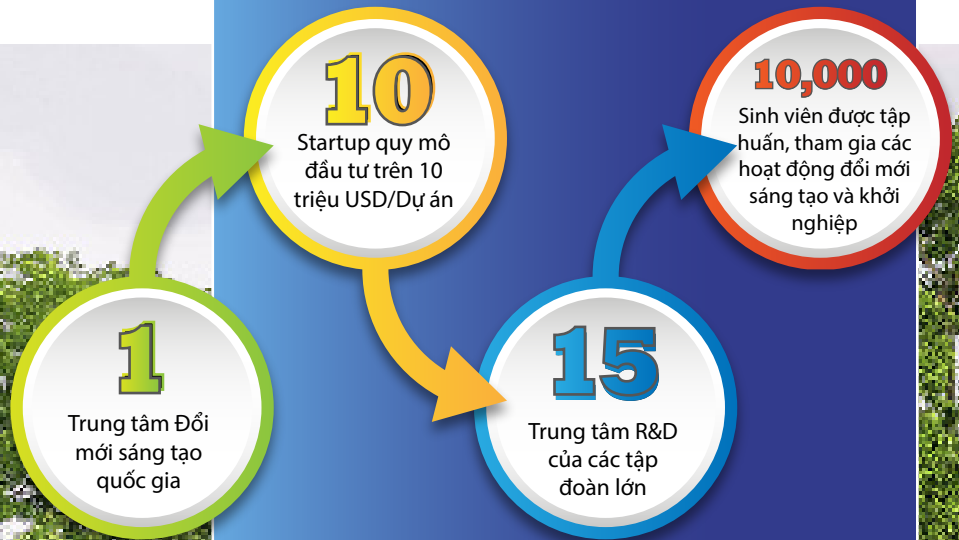 1
Trung tâm Đổi
mới sáng tạo
quốc gia
10
Startup quy mô
đầu tư trên 10
triệu USD/Dự án
15
Trung tâm R&D
của các tập
đoàn lớn
10,000
Sinh viên được tập
huấn, tham gia các
hoạt động đổi mới
sáng tạo và khởi
nghiệp